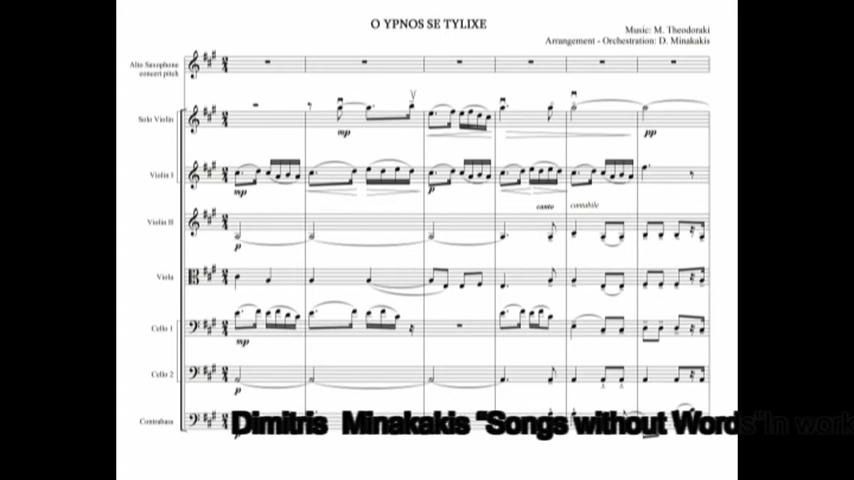 O YPNOS SE TYLIXE
Music: M. Theodoraki
Arrangement - Orchestration: D. Minakakis
Alto Saxophone
concert pitch
Solo Violin
mp
pp
Violin I
mp
p
canto
cantabile
Violin II
p
Viola
Cello 1
mp
Cello 2
p
Contrabass
Dimitris Minakakis “Songs without Words“In work